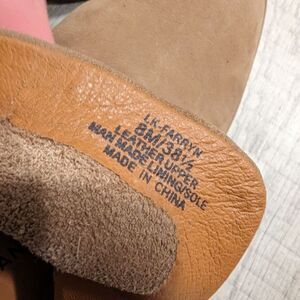 LK-FARRYN
8M/38½
LEATHER UPPER
MAN MADE LINING/SOLE
MADE IN CHINA